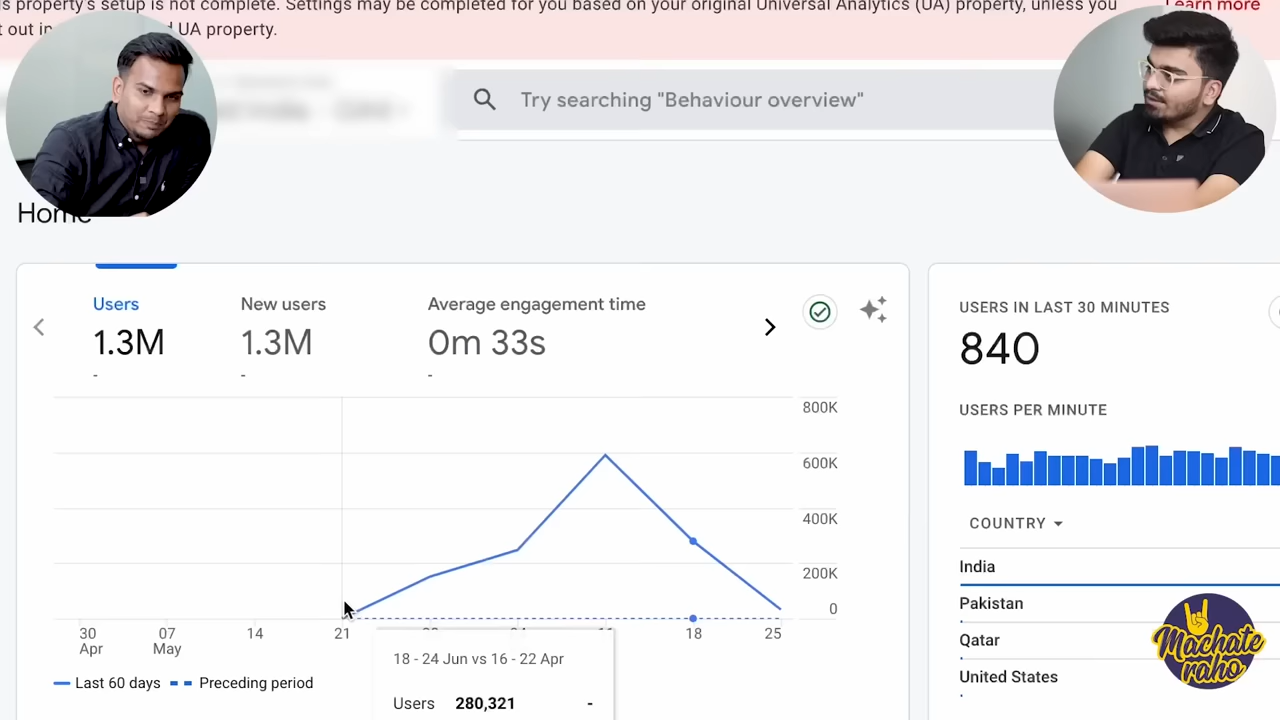 s property's setup is not complete. Settings may be completed for you based on your original Universal Analytics (UA) property, unless you
Learn more
t out in
UA property.
Try searching "Behaviour overview"
Home
Users
New users
Average engagement time
1.3M
1.3M
0m 33s
-
-
-
USERS IN LAST 30 MINUTES
840
USERS PER MINUTE
800K
600K
400K
200K
0
30
Apr
07
May
14
21
18
25
18 - 24 Jun vs 16 - 22 Apr
Users 280,321 -
Last 60 days
Preceding period
COUNTRY
India
Pakistan
Qatar
United States
Machate
raho